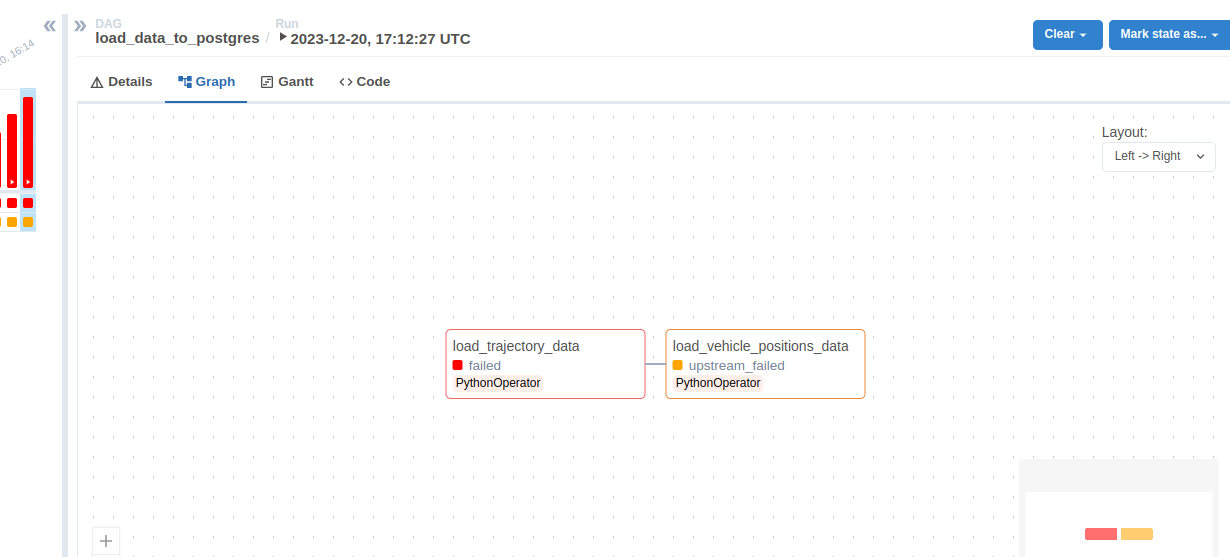 DAG
load_data_to_postgres / 
Run
2023-12-20, 17:12:27 UTC
Clear
Mark state as...
16:14
Details
Graph
Gantt
Code
Layout:
Left -> Right
load_trajectory_data
failed
PythonOperator
load_vehicle_positions_data
upstream_failed
PythonOperator